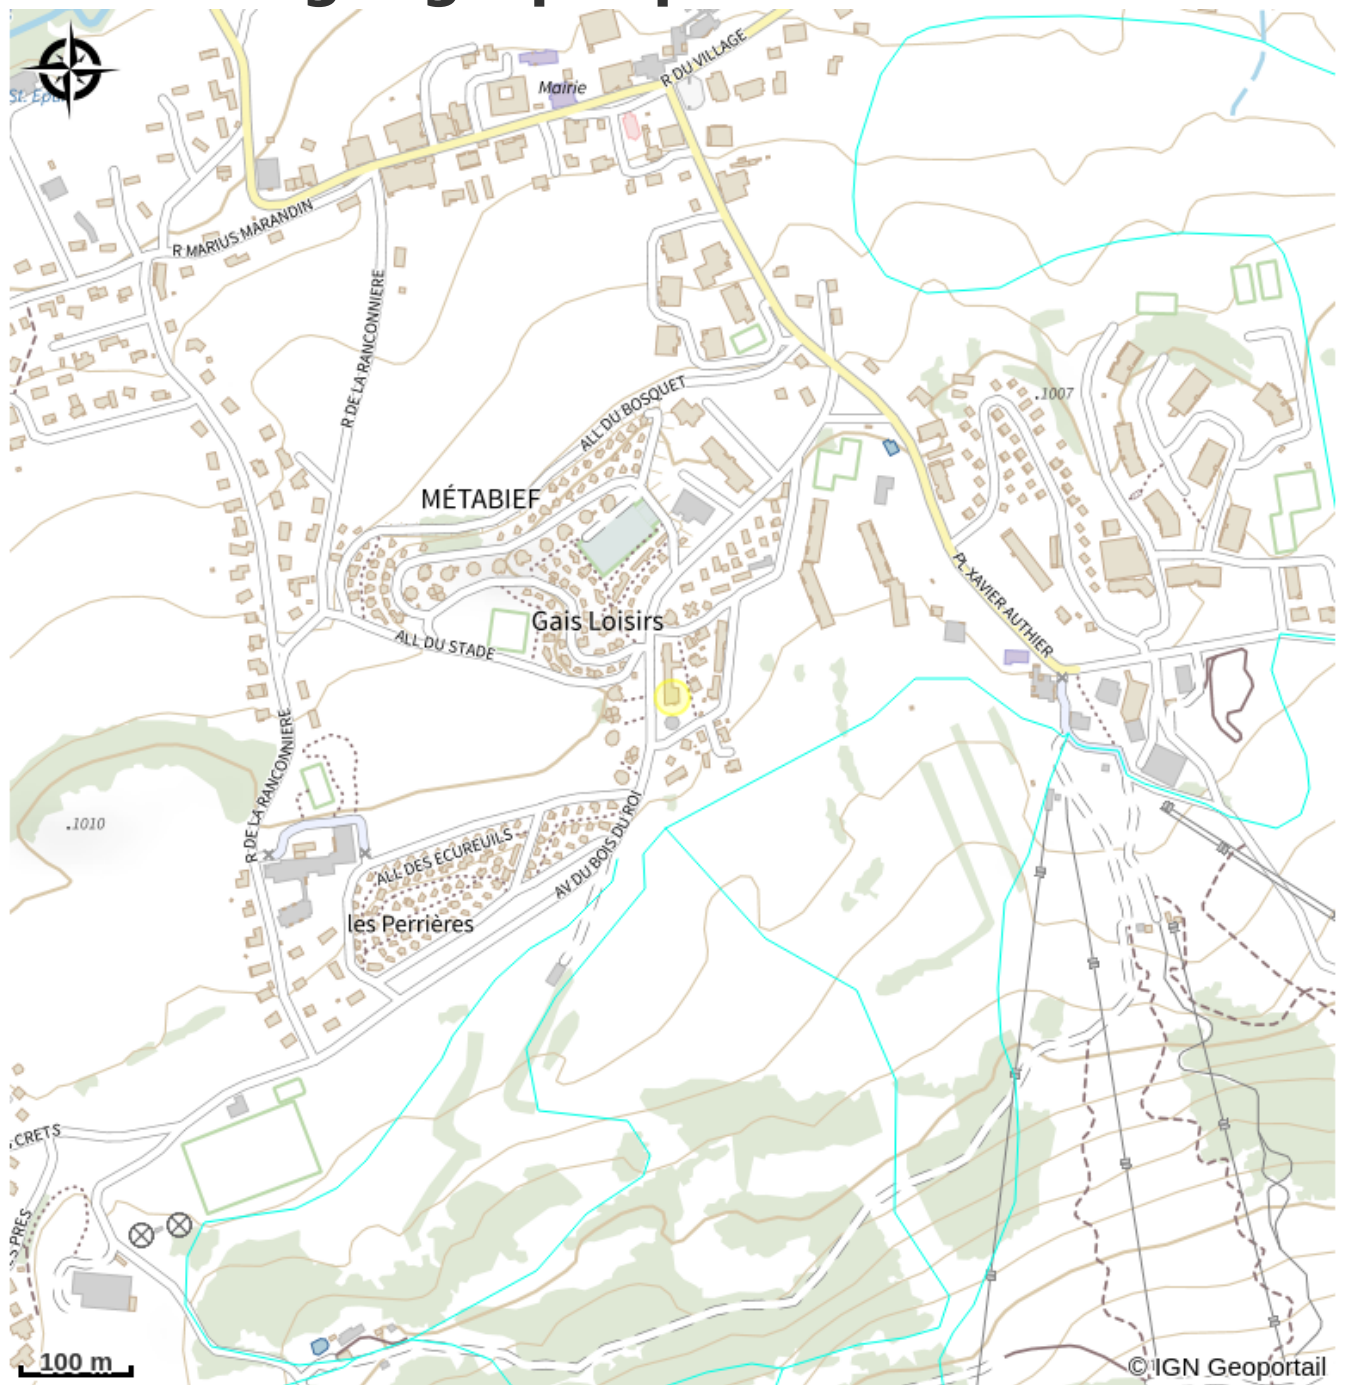 R DU VILLAGE
Mairie
R MARIUS MARANDIN
R DE LA RANCONNIERE
ALL DU BOSQUET
1007
MÉTABIEF
PL XAVIER AUTHIER
Gais Loisirs
ALL DU STADE
R DE LA RANCONNIERE
1010
ALL DES ECUREUILS
AV DU BOIS DU ROI
les Perrières
CRETS
PRES
100 m
© IGN Geoportail